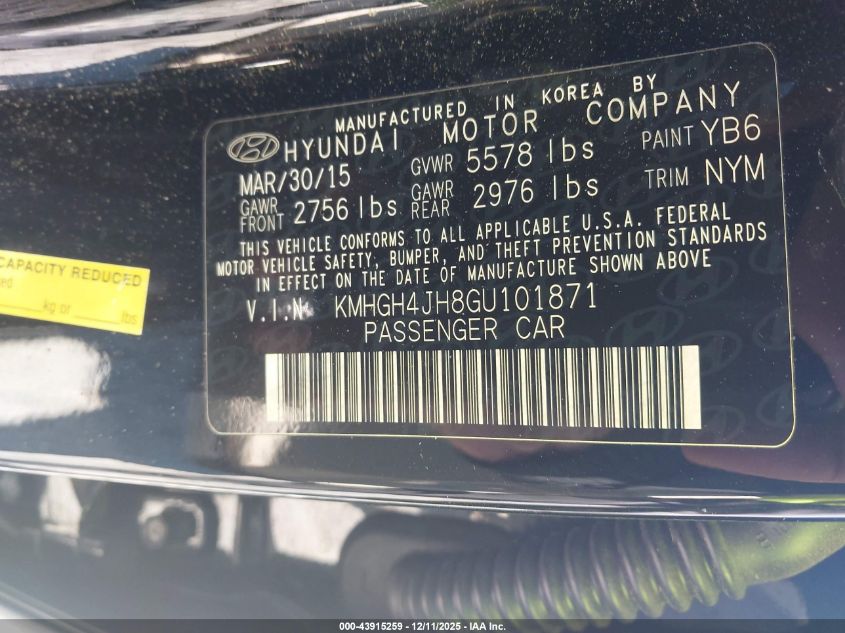 MANUFACTURED IN KOREA BY
HYUNDAI MOTOR COMPANY
MAR/30/15 GVWR 5578 lbs PAINT YB6
GAWR FRONT 2756 lbs GAWR REAR 2976 lbs TRIM NYM
THIS VEHICLE CONFORMS TO ALL APPLICABLE U.S.A. FEDERAL
MOTOR VEHICLE SAFETY, BUMPER, AND THEFT PREVENTION STANDARDS
IN EFFECT ON THE DATE OF MANUFACTURE SHOWN ABOVE
V.I.N. KMHGH4JH8GU101871
PASSENGER CAR
CAPACITY REDUCED
kg or lbs
000-43915259 - 12/11/2025 - IAA Inc.